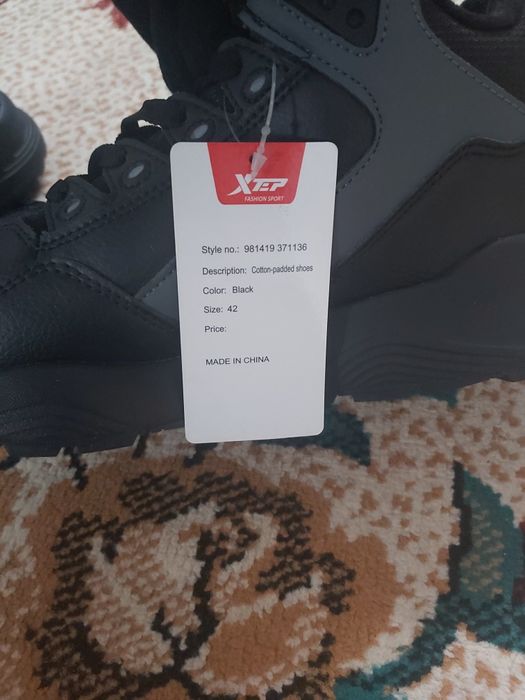 XTEP
FASHION SPORT
Style no.: 981419 371136
Description: Cotton-padded shoes
Color: Black
Size: 42
Price:
MADE IN CHINA